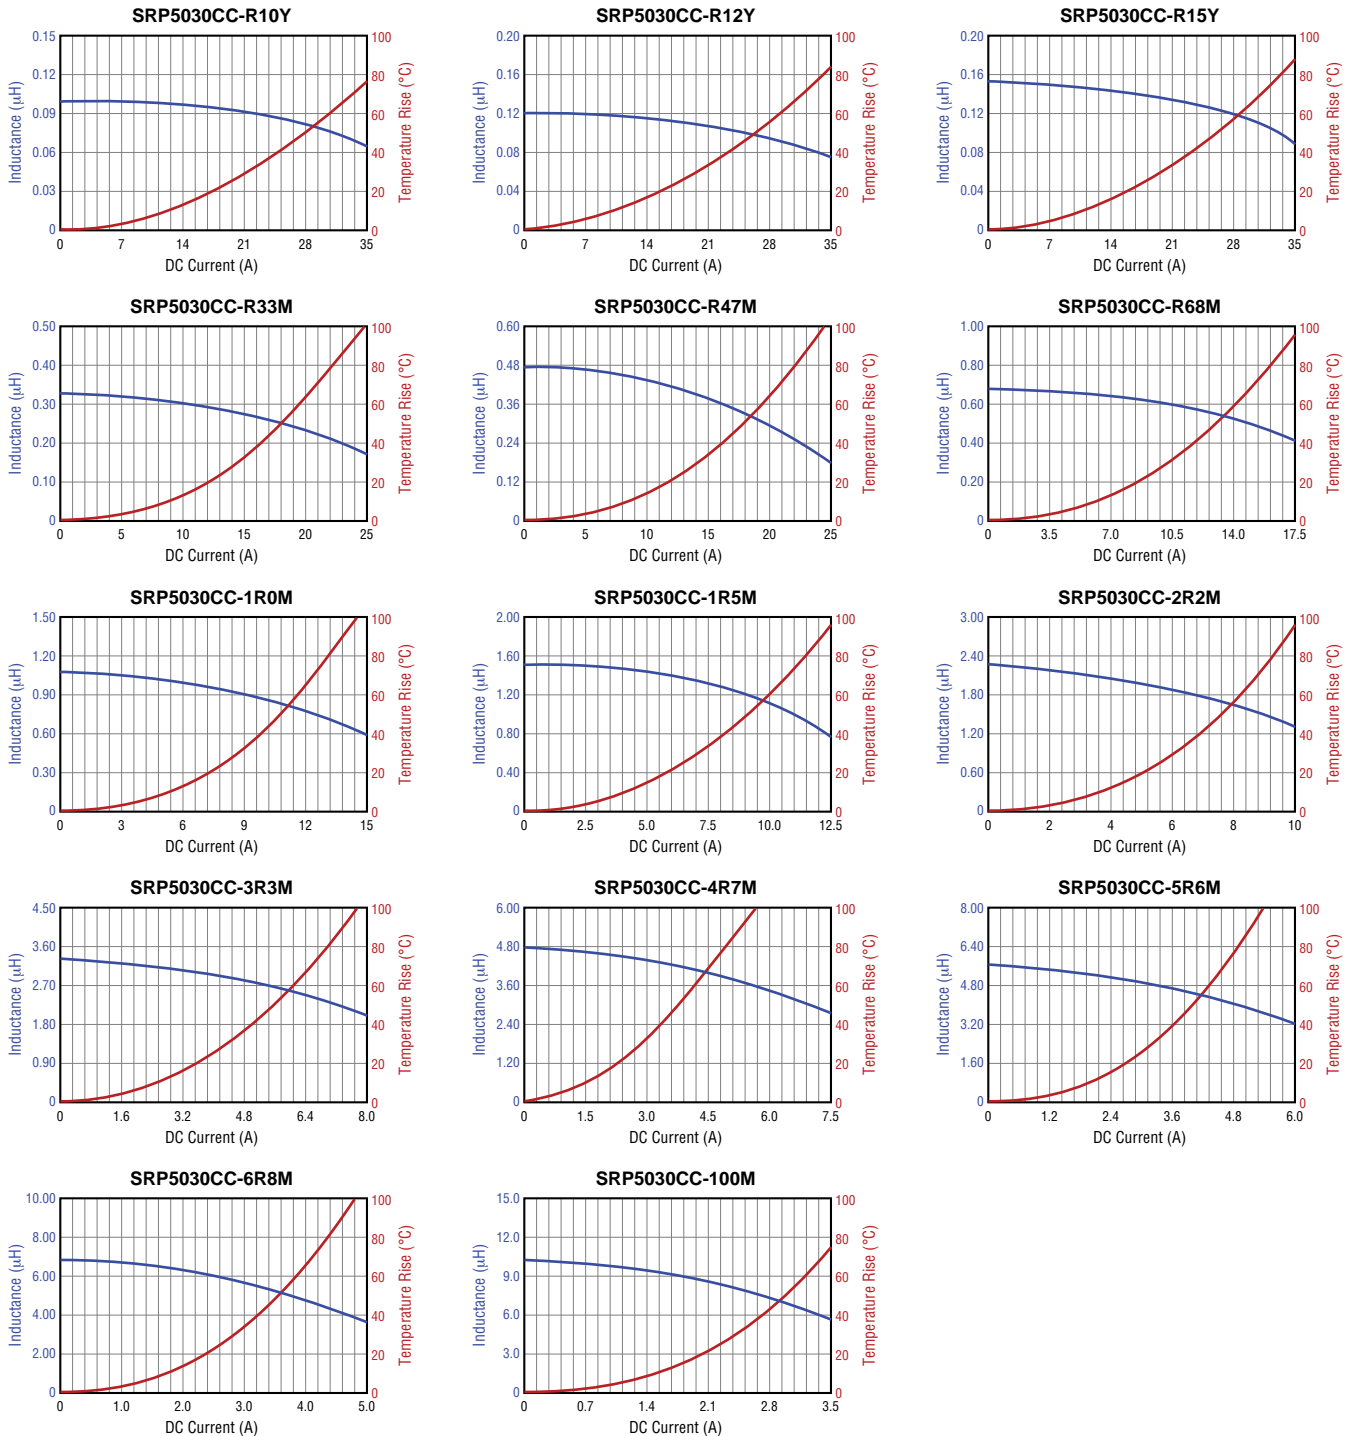 SRP5030CC-R10Y
0.15
0.12
0.09
0.06
0.03
0
Inductance (µH)
100
80
60
40
20
0
Temperature Rise (°C)
0 7 14 21 28 35
DC Current (A)
SRP5030CC-R12Y
0.20
0.16
0.12
0.08
0.04
0
Inductance (µH)
100
80
60
40
20
0
Temperature Rise (°C)
0 7 14 21 28 35
DC Current (A)
SRP5030CC-R15Y
0.20
0.16
0.12
0.08
0.04
0
Inductance (µH)
100
80
60
40
20
0
Temperature Rise (°C)
0 7 14 21 28 35
DC Current (A)
SRP5030CC-R33M
0.50
0.40
0.30
0.20
0.10
0
Inductance (µH)
100
80
60
40
20
0
Temperature Rise (°C)
0 5 10 15 20 25
DC Current (A)
SRP5030CC-R47M
0.60
0.48
0.36
0.24
0.12
0
Inductance (µH)
100
80
60
40
20
0
Temperature Rise (°C)
0 5 10 15 20 25
DC Current (A)
SRP5030CC-R68M
1.00
0.80
0.60
0.40
0.20
0
Inductance (µH)
100
80
60
40
20
0
Temperature Rise (°C)
0 3.5 7.0 10.5 14.0 17.5
DC Current (A)
SRP5030CC-1R0M
1.50
1.20
0.90
0.60
0.30
0
Inductance (µH)
100
80
60
40
20
0
Temperature Rise (°C)
0 3 6 9 12 15
DC Current (A)
SRP5030CC-1R5M
2.00
1.60
1.20
0.80
0.40
0
Inductance (µH)
100
80
60
40
20
0
Temperature Rise (°C)
0 2.5 5.0 7.5 10.0 12.5
DC Current (A)
SRP5030CC-2R2M
3.00
2.40
1.80
1.20
0.60
0
Inductance (µH)
100
80
60
40
20
0
Temperature Rise (°C)
0 2 4 6 8 10
DC Current (A)
SRP5030CC-3R3M
4.50
3.60
2.70
1.80
0.90
0
Inductance (µH)
100
80
60
40
20
0
Temperature Rise (°C)
0 1.6 3.2 4.8 6.4 8.0
DC Current (A)
SRP5030CC-4R7M
6.00
4.80
3.60
2.40
1.20
0
Inductance (µH)
100
80
60
40
20
0
Temperature Rise (°C)
0 1.5 3.0 4.5 6.0 7.5
DC Current (A)
SRP5030CC-5R6M
8.00
6.40
4.80
3.20
1.60
0
Inductance (µH)
100
80
60
40
20
0
Temperature Rise (°C)
0 1.2 2.4 3.6 4.8 6.0
DC Current (A)
SRP5030CC-6R8M
10.00
8.00
6.00
4.00
2.00
0
Inductance (µH)
100
80
60
40
20
0
Temperature Rise (°C)
0 1.0 2.0 3.0 4.0 5.0
DC Current (A)
SRP5030CC-100M
15.0
12.0
9.0
6.0
3.0
0
Inductance (µH)
100
80
60
40
20
0
Temperature Rise (°C)
0 0.7 1.4 2.1 2.8 3.5
DC Current (A)